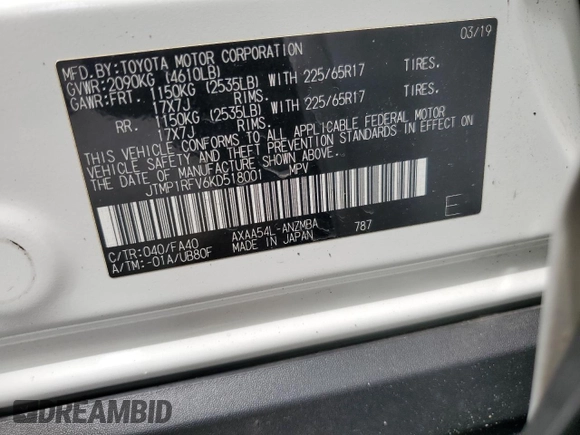 MFD.BY:TOYOTA MOTOR CORPORATION 03/19
GVWR:2090KG (4610LB)
GAWR:FRT. 1150KG (2535LB) WITH 225/65R17 TIRES.
17X7J RIMS.
RR. 1150KG (2535LB) WITH 225/65R17 TIRES.
17X7J RIMS.
THIS VEHICLE CONFORMS TO ALL APPLICABLE FEDERAL MOTOR
VEHICLE SAFETY AND THEFT PREVENTION STANDARDS IN EFFECT ON
THE DATE OF MANUFACTURE SHOWN ABOVE.
JTMP1RFV6KD518001 MPV
E
C/TR:040/FA40 AXAA54L-ANZMBA 787
A/TM:-01A/UB80F MADE IN JAPAN
DREAMBID